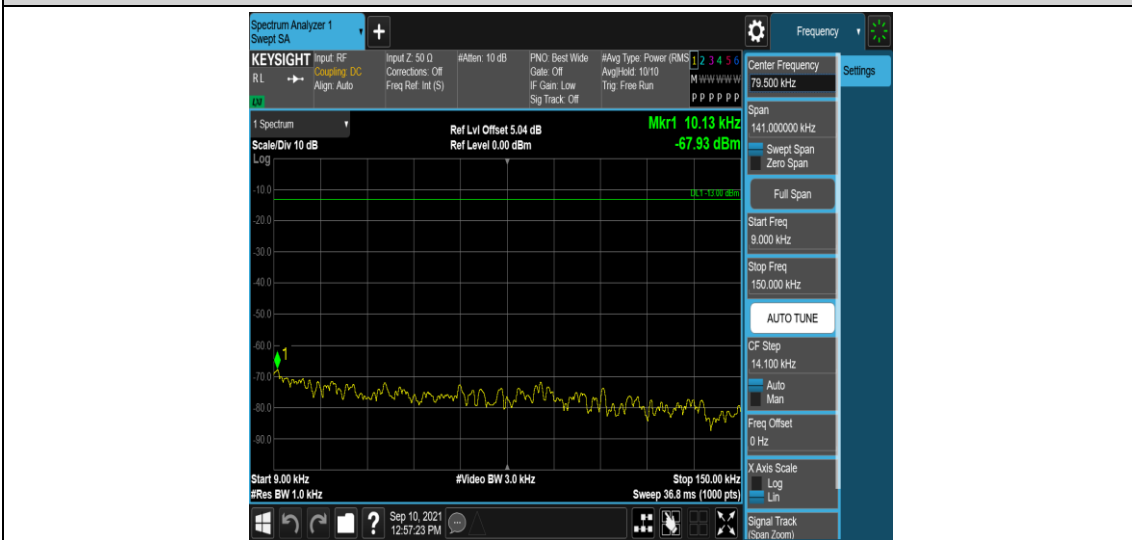 Spectrum Analyzer 1
Swept SA
Frequency
KEYSIGHT
RL
LNI
Input: RF
Coupling: DC
Align: Auto
Input Z: 50 Ω
Corrections: Off
Freq Ref: Int (S)
#Atten: 10 dB
PNO: Best Wide
Gate: Off
IF Gain: Low
Sig Track: Off
#Avg Type: Power (RMS
Avg|Hold: 10/10
Trig: Free Run
1 2 3 4 5 6
M W W W W W
P P P P P P
1 Spectrum
Scale/Div 10 dB
Ref Lvl Offset 5.04 dB
Ref Level 0.00 dBm
Mkr1 10.13 kHz
-67.93 dBm
Log
-10.0
DL1 -13.00 dBm
-20.0
-30.0
-40.0
-50.0
-60.0
1
-70.0
-80.0
-90.0
Start 9.00 kHz
#Video BW 3.0 kHz
Stop 150.00 kHz
#Res BW 1.0 kHz
Sweep 36.8 ms (1000 pts)
Sep 10, 2021
12:57:23 PM
Center Frequency
79.500 kHz
Settings
Span
141.000000 kHz
Swept Span
Zero Span
Full Span
Start Freq
9.000 kHz
Stop Freq
150.000 kHz
AUTO TUNE
CF Step
14.100 kHz
Auto
Man
Freq Offset
0 Hz
X Axis Scale
Log
Lin
Signal Track
(Span Zoom)